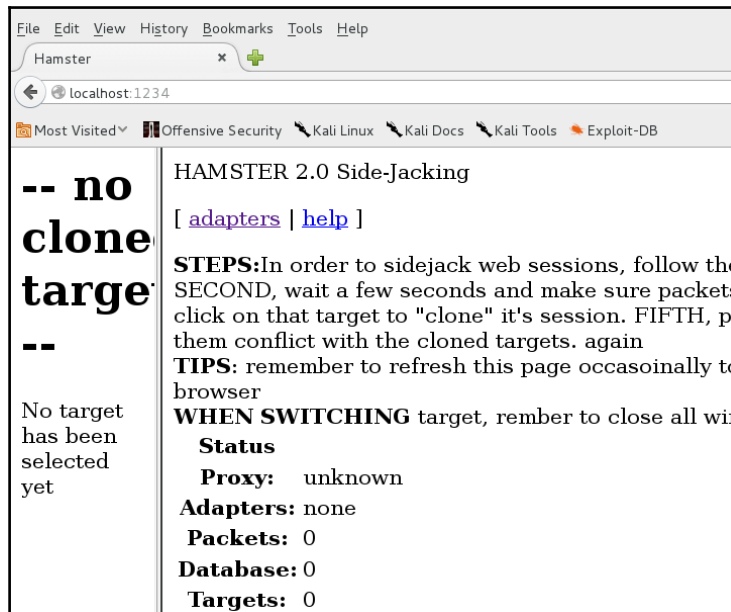 File Edit View History Bookmarks Tools Help
Hamster
localhost:1234
Most Visited Offensive Security Kali Linux Kali Docs Kali Tools Exploit-DB
-- no
clone
targe
--
No target
has been
selected
yet
HAMSTER 2.0 Side-Jacking
[ adapters | help ]
STEPS:In order to sidejack web sessions, follow the
SECOND, wait a few seconds and make sure packets
click on that target to "clone" it's session. FIFTH, p
them conflict with the cloned targets. again
TIPS: remember to refresh this page occasoinally to
browser
WHEN SWITCHING target, rember to close all wi
Status
Proxy: unknown
Adapters: none
Packets: 0
Database: 0
Targets: 0